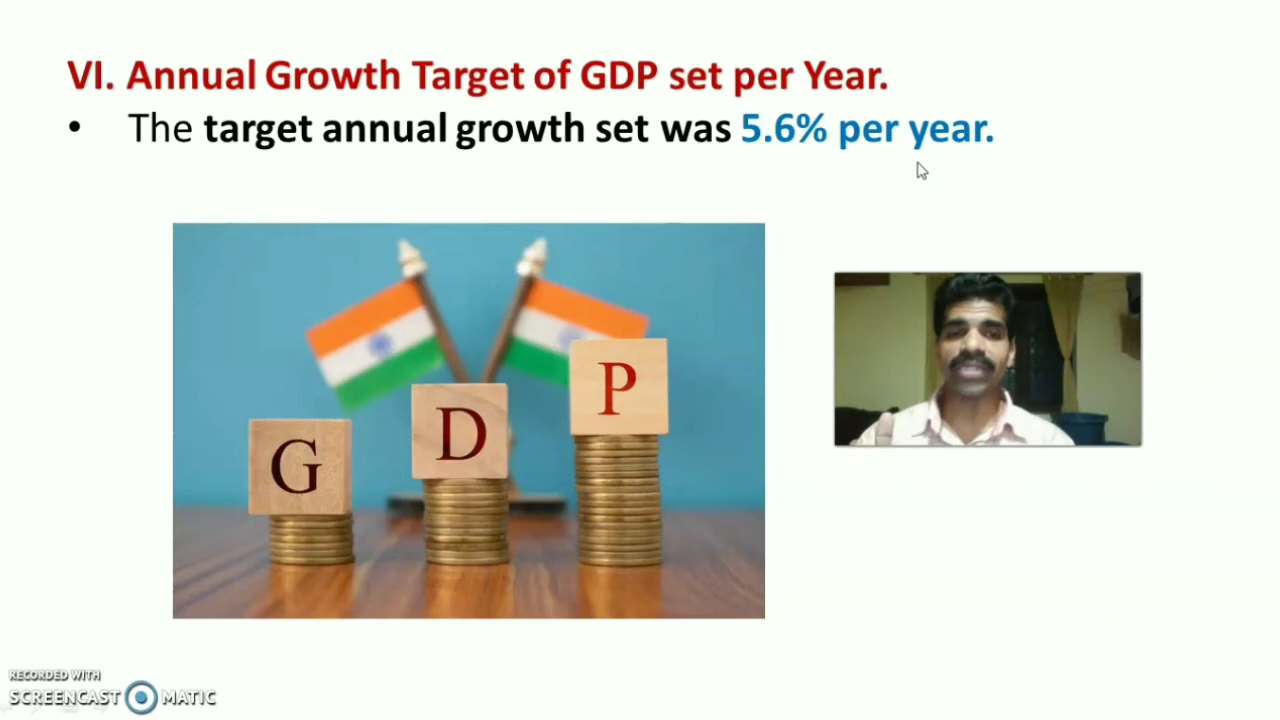 VI. Annual Growth Target of GDP set per Year.
• The target annual growth set was 5.6% per year.
G D P
RECORDED WITH
SCREENCAST MATIC